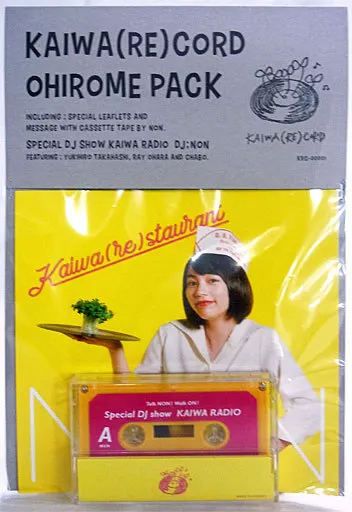 KAIWA(RE)CORD
OHIROME PACK
INCLUDING : SPECIAL LEAFLETS AND
MESSAGE WITH CASSETTE TAPE BY NON.
SPECIAL DJ SHOW KAIWA RADIO DJ:NON
FEATURING : YUKIHIRO TAKAHASHI, RAY OHARA AND CHABO.
KAIWA(RE)CORD
KRC-00001
Kaiwa(re)staurant
N N
Talk NON! Walk ON!
Special DJ show KAIWA RADIO
A